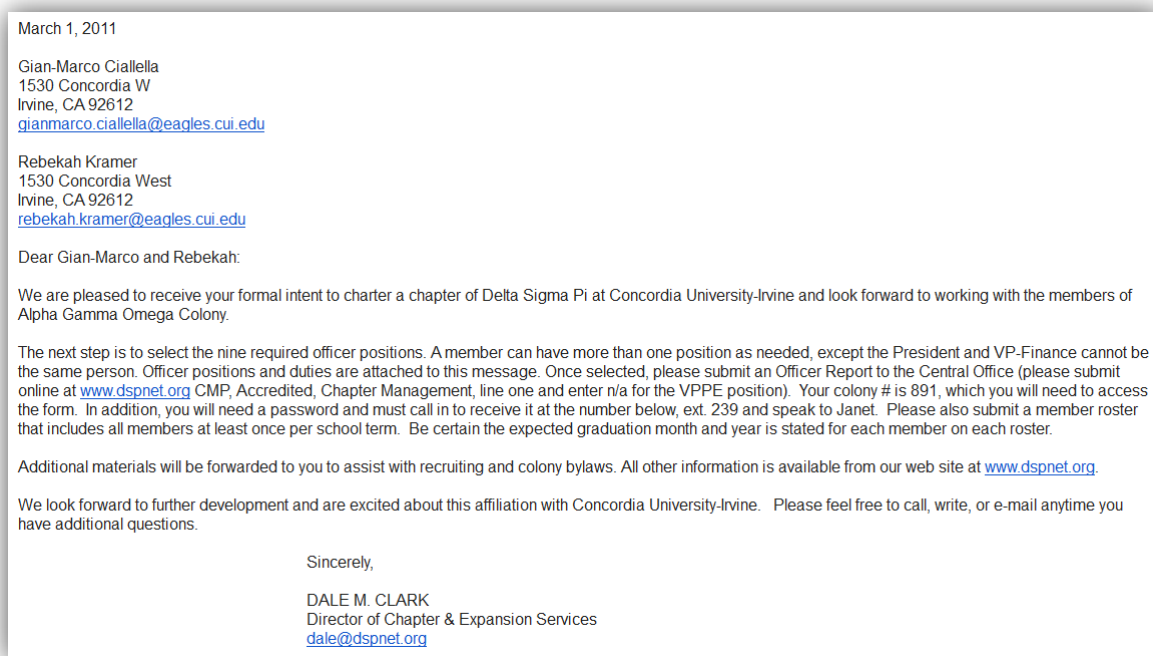 March 1, 2011
Gian-Marco Ciallella
1530 Concordia W
Irvine, CA 92612
gianmarco.ciallella@eagles.cui.edu
Rebekah Kramer
1530 Concordia West
Irvine, CA 92612
rebekah.kramer@eagles.cui.edu
Dear Gian-Marco and Rebekah:
We are pleased to receive your formal intent to charter a chapter of Delta Sigma Pi at Concordia University-Irvine and look forward to working with the members of
Alpha Gamma Omega Colony.
The next step is to select the nine required officer positions. A member can have more than one position as needed, except the President and VP-Finance cannot be
the same person. Officer positions and duties are attached to this message. Once selected, please submit an Officer Report to the Central Office (please submit
online at www.dspnet.org CMP, Accredited, Chapter Management, line one and enter n/a for the VPPE position). Your colony # is 891, which you will need to access
the form. In addition, you will need a password and must call in to receive it at the number below, ext. 239 and speak to Janet. Please also submit a member roster
that includes all members at least once per school term. Be certain the expected graduation month and year is stated for each member on each roster.
Additional materials will be forwarded to you to assist with recruiting and colony bylaws. All other information is available from our web site at www.dspnet.org.
We look forward to further development and are excited about this affiliation with Concordia University-Irvine. Please feel free to call, write, or e-mail anytime you
have additional questions.
Sincerely,
DALE M. CLARK
Director of Chapter & Expansion Services
dale@dspnet.org